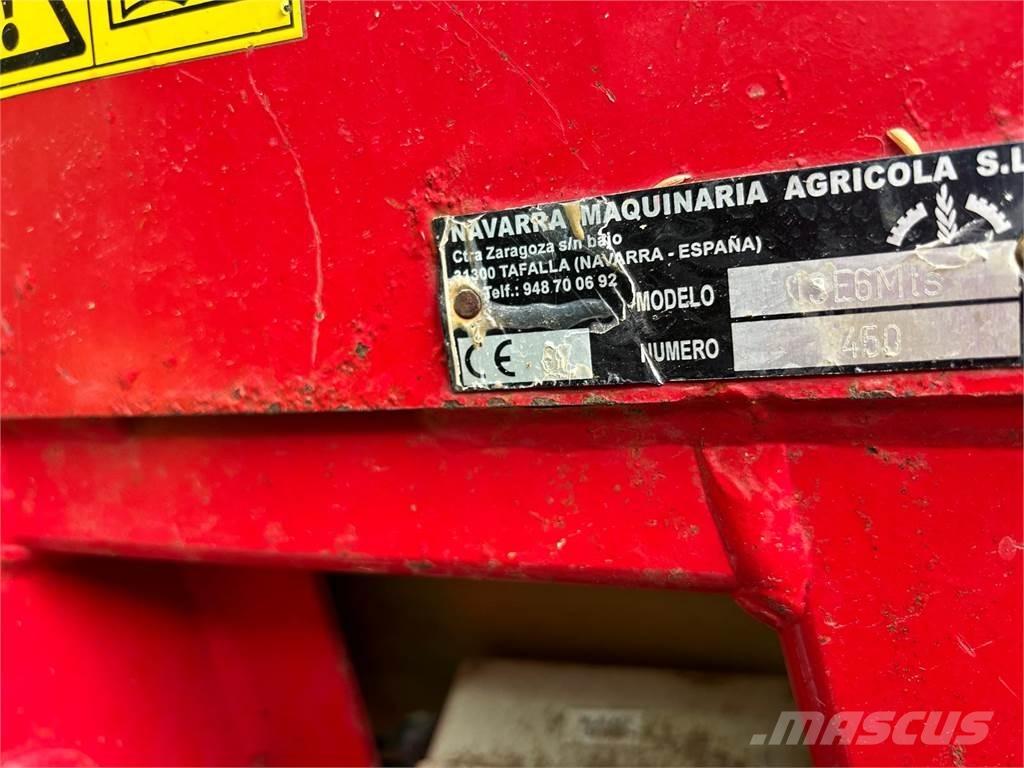 NAVARRA MAQUINARIA AGRICOLA S.L
Ctra Zaragoza s/n bajo
31300 TAFALLA (NAVARRA - ESPAÑA)
Telf.: 948 70 06 92
MODELO 13E6Mts
NUMERO 450
CE
MASCUS